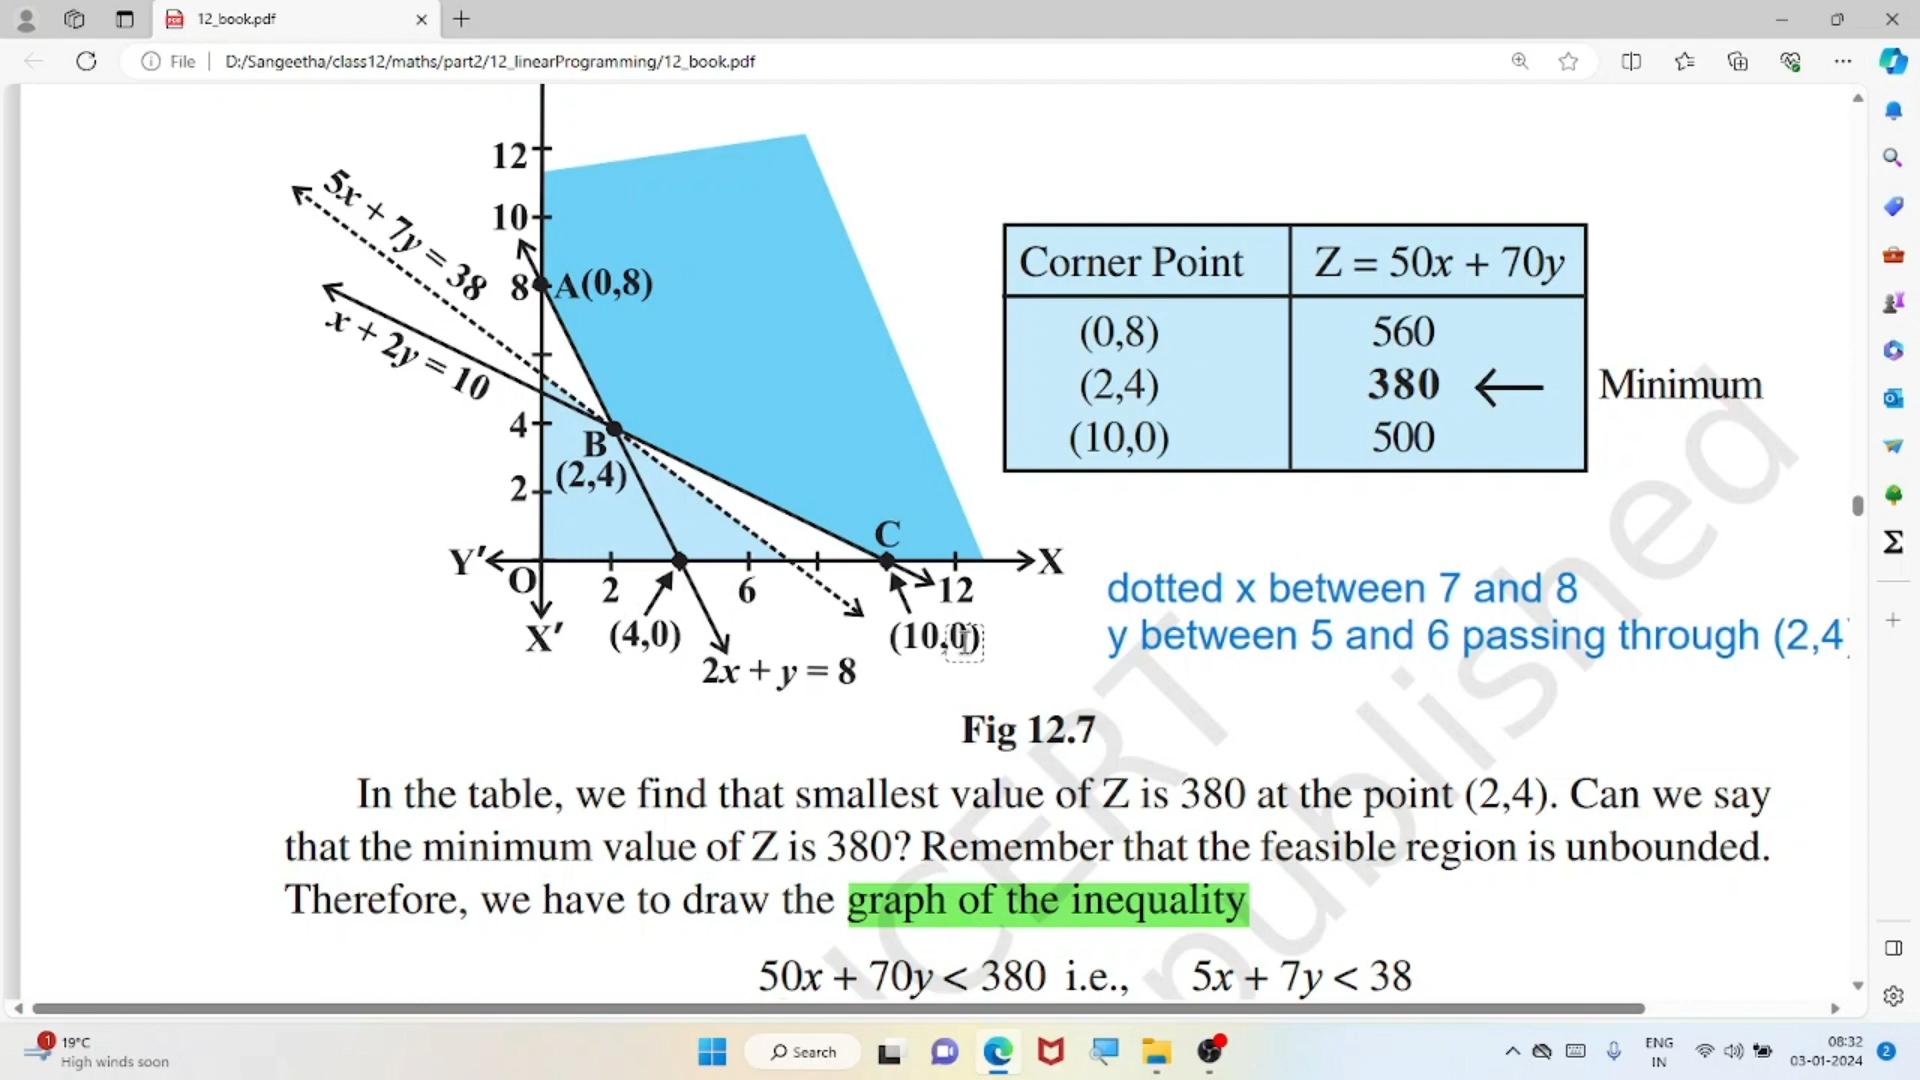 12_book.pdf
File
D:/Sangeetha/class12/maths/part2/12_linearProgramming/12_book.pdf
12
10
8
4
2
5x + 7y = 38
x + 2y = 10
A(0,8)
B
(2,4)
C
Y′
O
2
6
12
X
X′
(4,0)
(10,0)
2x + y = 8
Corner Point
Z = 50x + 70y
(0,8)
560
(2,4)
380
Minimum
(10,0)
500
dotted x between 7 and 8
y between 5 and 6 passing through (2,4
Fig 12.7
In the table, we find that smallest value of Z is 380 at the point (2,4). Can we say
that the minimum value of Z is 380? Remember that the feasible region is unbounded.
Therefore, we have to draw the graph of the inequality
50x + 70y < 380 i.e., 5x + 7y < 38
published
1
19°C
High winds soon
Search
ENG
IN
08:32
03-01-2024
2